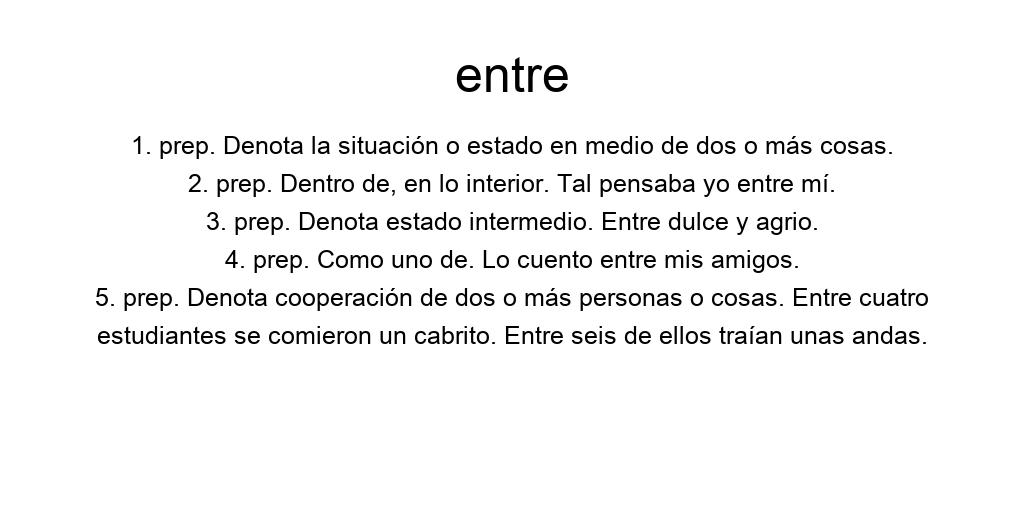 entre
1. prep. Denota la situación o estado en medio de dos o más cosas.
2. prep. Dentro de, en lo interior. Tal pensaba yo entre mí.
3. prep. Denota estado intermedio. Entre dulce y agrio.
4. prep. Como uno de. Lo cuento entre mis amigos.
5. prep. Denota cooperación de dos o más personas o cosas. Entre cuatro
estudiantes se comieron un cabrito. Entre seis de ellos traían unas andas.